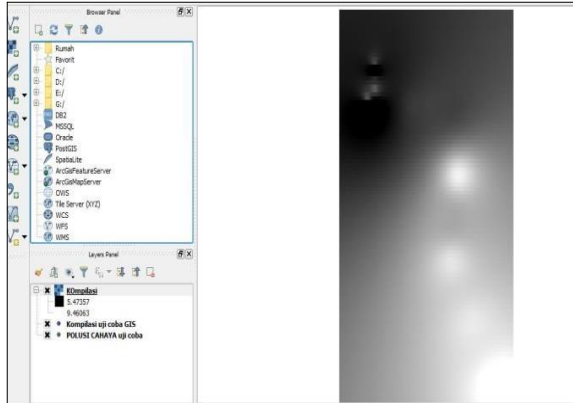 Browser Panel
Rumah
Favorit
C:/
D:/
E:/
G:/
DB2
MSSQL
Oracle
PostGIS
SpatiaLite
ArcGisFeatureServer
ArcGisMapServer
OWS
Tile Server (XYZ)
WCS
WFS
WMS
Layers Panel
KOmpilasi
5.47357
9.46063
Kompilasi uji coba GIS
POLUSI CAHAYA uji coba